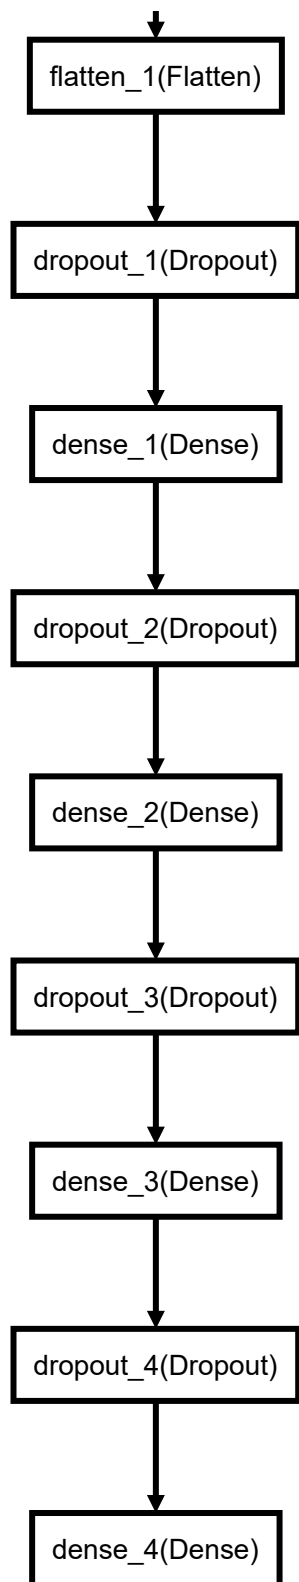 flatten_1(Flatten)
dropout_1(Dropout)
dense_1(Dense)
dropout_2(Dropout)
dense_2(Dense)
dropout_3(Dropout)
dense_3(Dense)
dropout_4(Dropout)
dense_4(Dense)